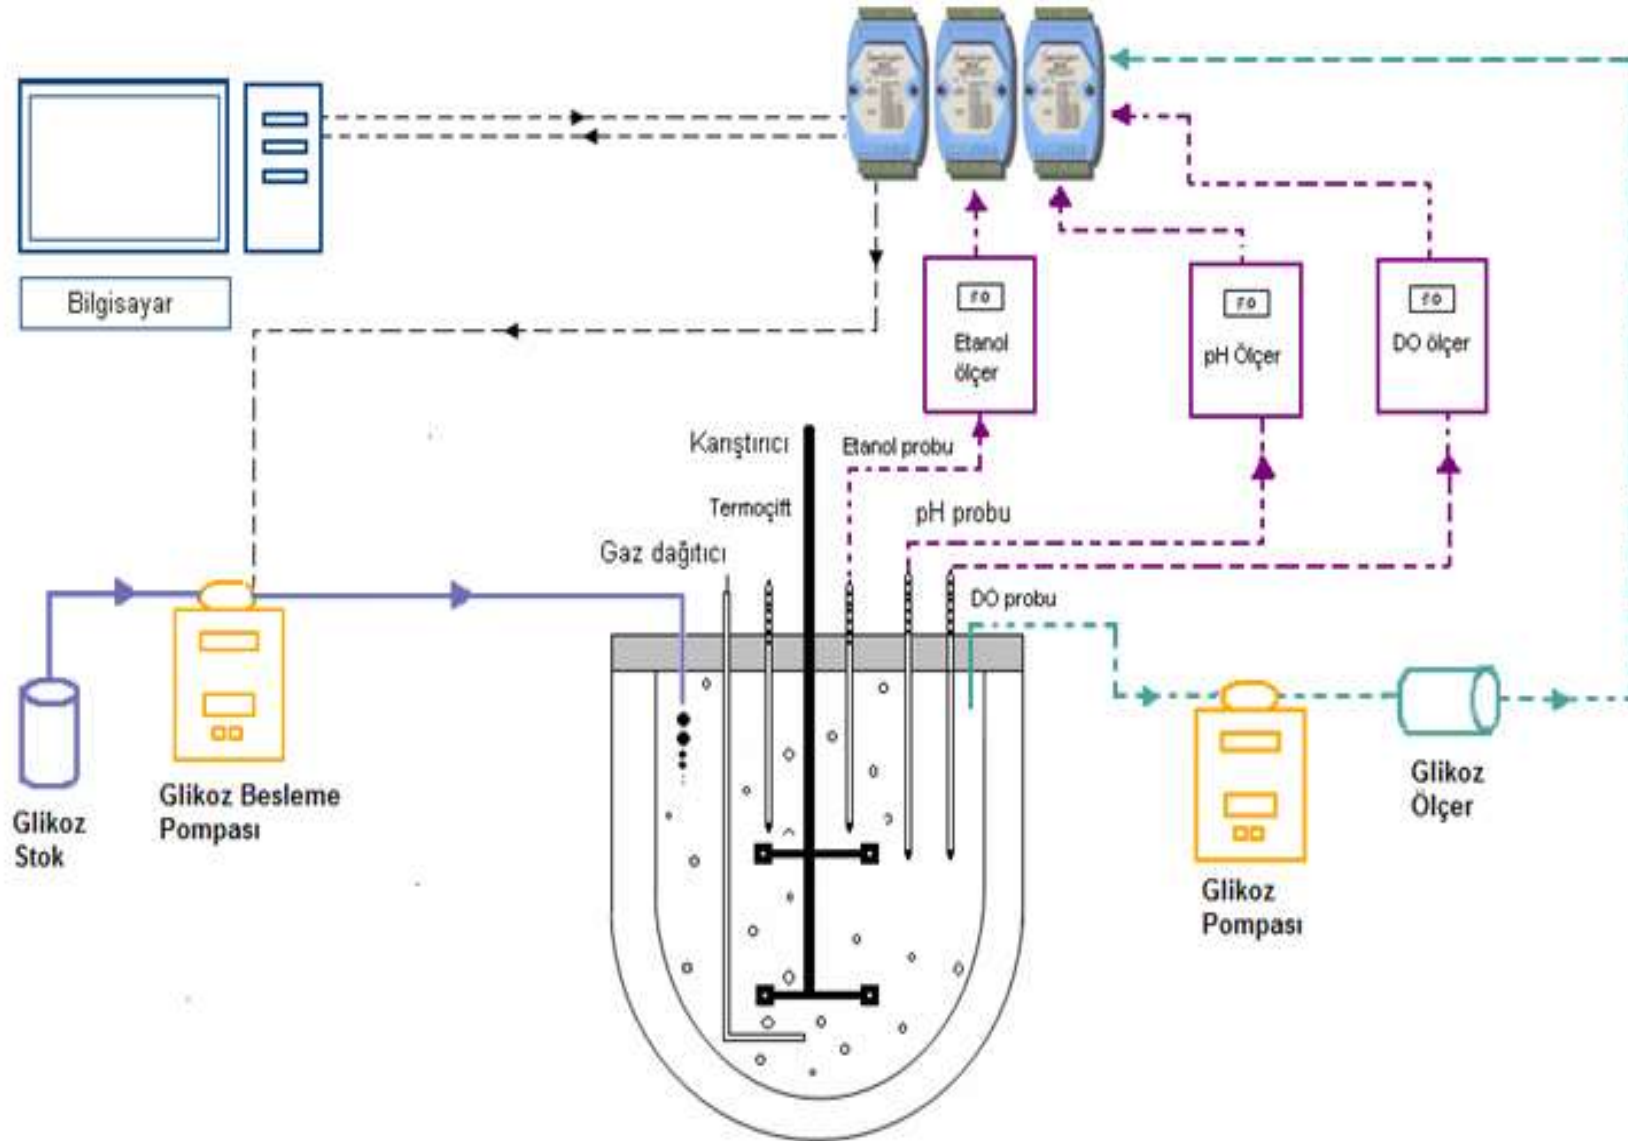 Bilgisayar
Etanol
ölçer
pH Ölçer
DO ölçer
Karıştırıcı
Etanol probu
Termoçift
pH probu
Gaz dağıtıcı
DO probu
Glikoz Besleme
Pompası
Glikoz
Stok
Glikoz
Ölçer
Glikoz
Pompası